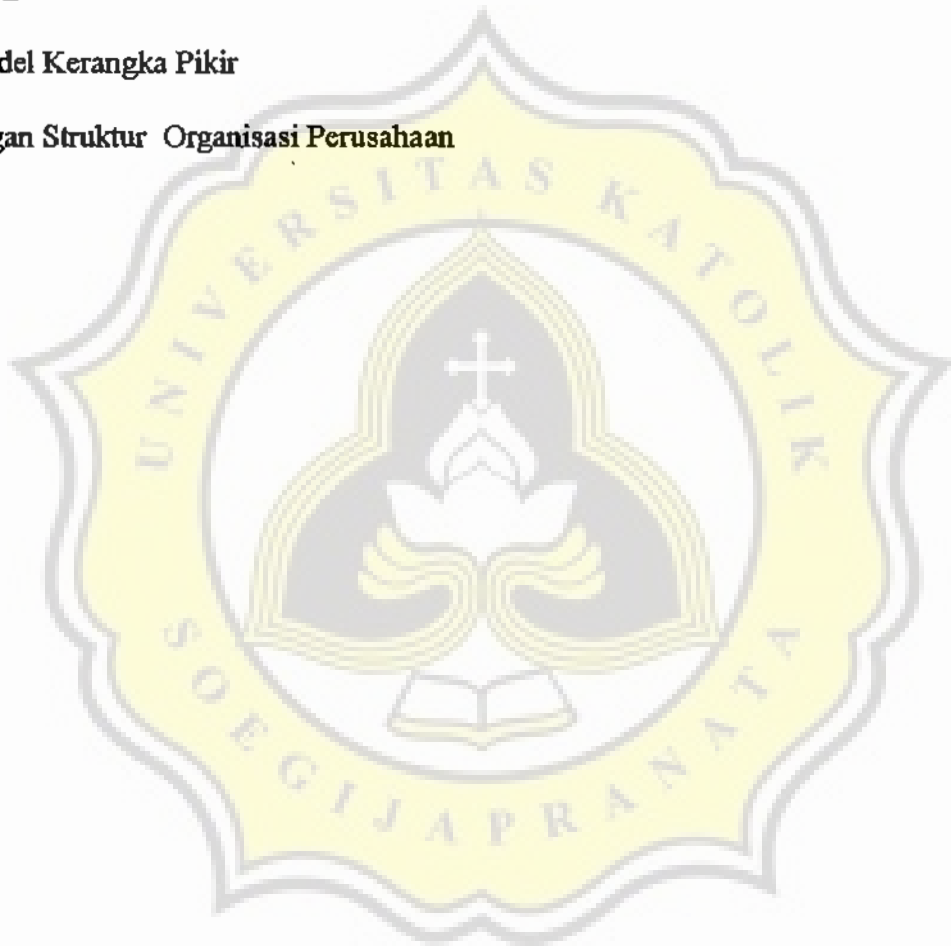 del Kerangka Pikir
gan Struktur Organisasi Perusahaan
UNIVERSITAS KATOLIK
SOEGIJAPRANATA